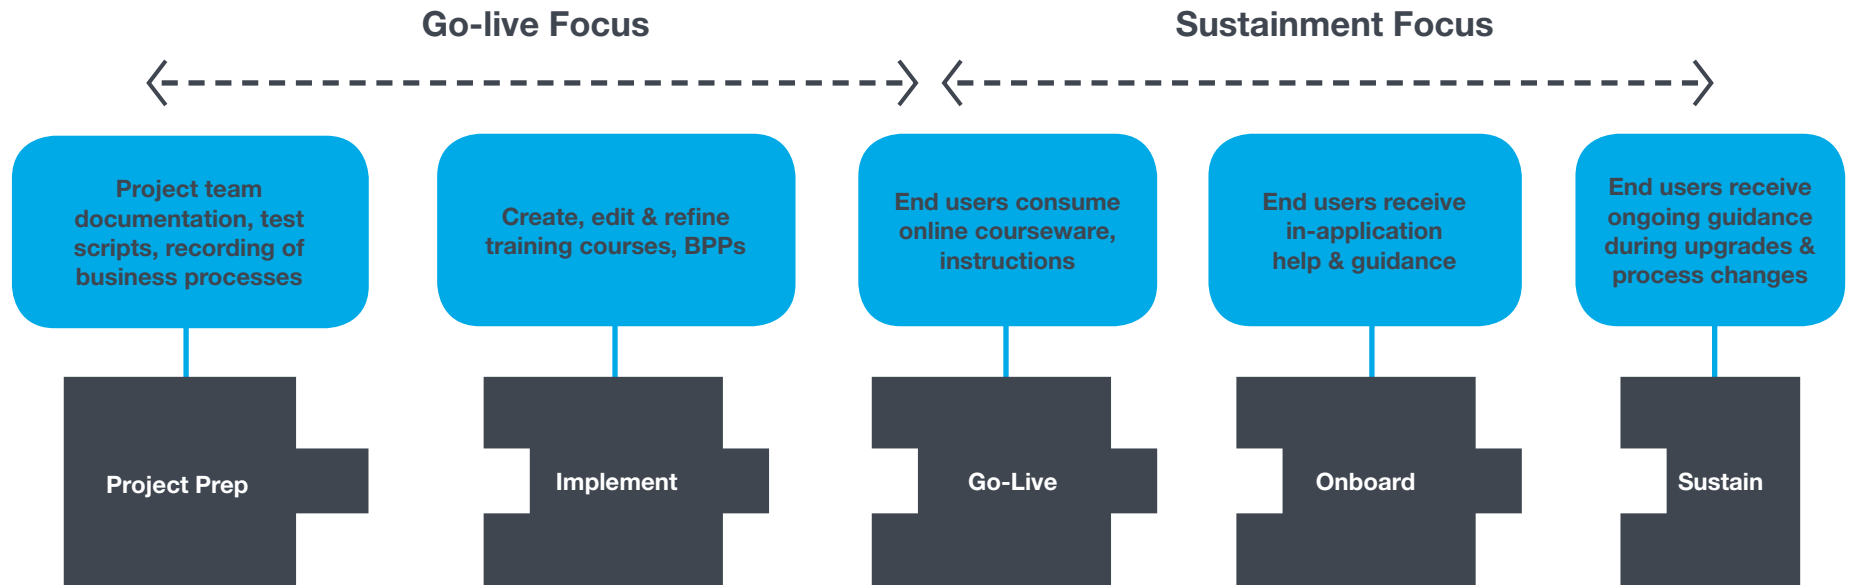 Go-live Focus
Sustainment Focus
Project team
documentation, test
scripts, recording of
business processes
Create, edit & refine
training courses, BPPs
End users consume
online courseware,
instructions
End users receive
in-application
help & guidance
End users receive
ongoing guidance
during upgrades &
process changes
Project Prep
Implement
Go-Live
Onboard
Sustain